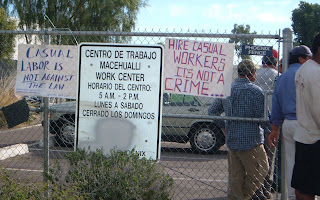 CASUAL
LABOR IS
NOT AGAINST
THE LAW
CENTRO DE TRABAJO
MACEHUALLI
WORK CENTER
HORARIO DEL CENTRO:
5 A.M. - 2 P.M.
LUNES A SABADO
CERRADO LOS DOMINGOS
HIRE CASUAL
WORKERS
ITS NOT A
CRIME...